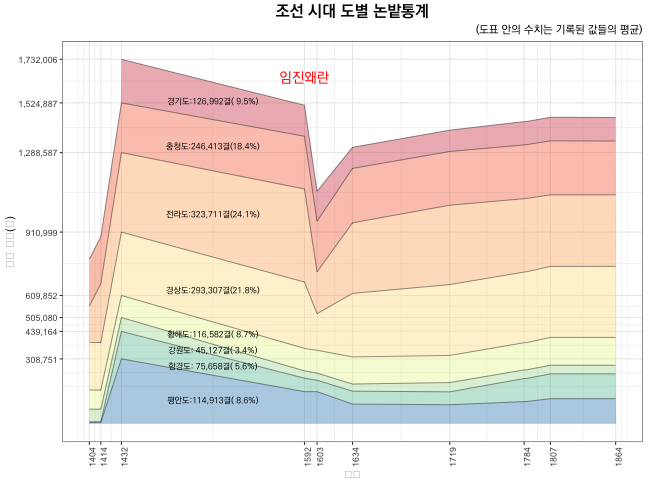 조선 시대 도별 논밭통계
(도표 안의 수치는 기록된 값들의 평균)
1,732,006
임진왜란
경기도:126,992결( 9.5%)
1,524,887
충청도:246,413결(18.4%)
1,288,587
전라도:323,711결(24.1%)
910,999
경상도:293,307결(21.8%)
609,852
505,080
439,164
황해도:116,582결( 8.7%)
강원도: 45,127결( 3.4%)
308,751
함경도: 75,658결( 5.6%)
평안도:114,913결( 8.6%)
1404
1414
1432
1592
1603
1634
1719
1784
1807
1864